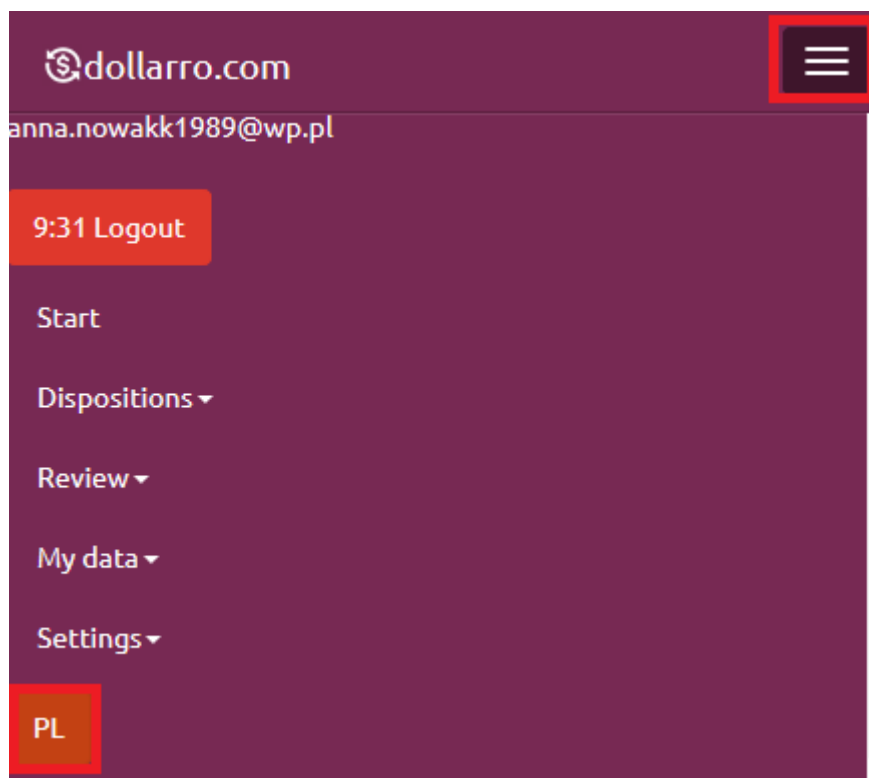 dollarro.com
anna.nowakk1989@wp.pl
9:31 Logout
Start
Dispositions
Review
My data
Settings
PL